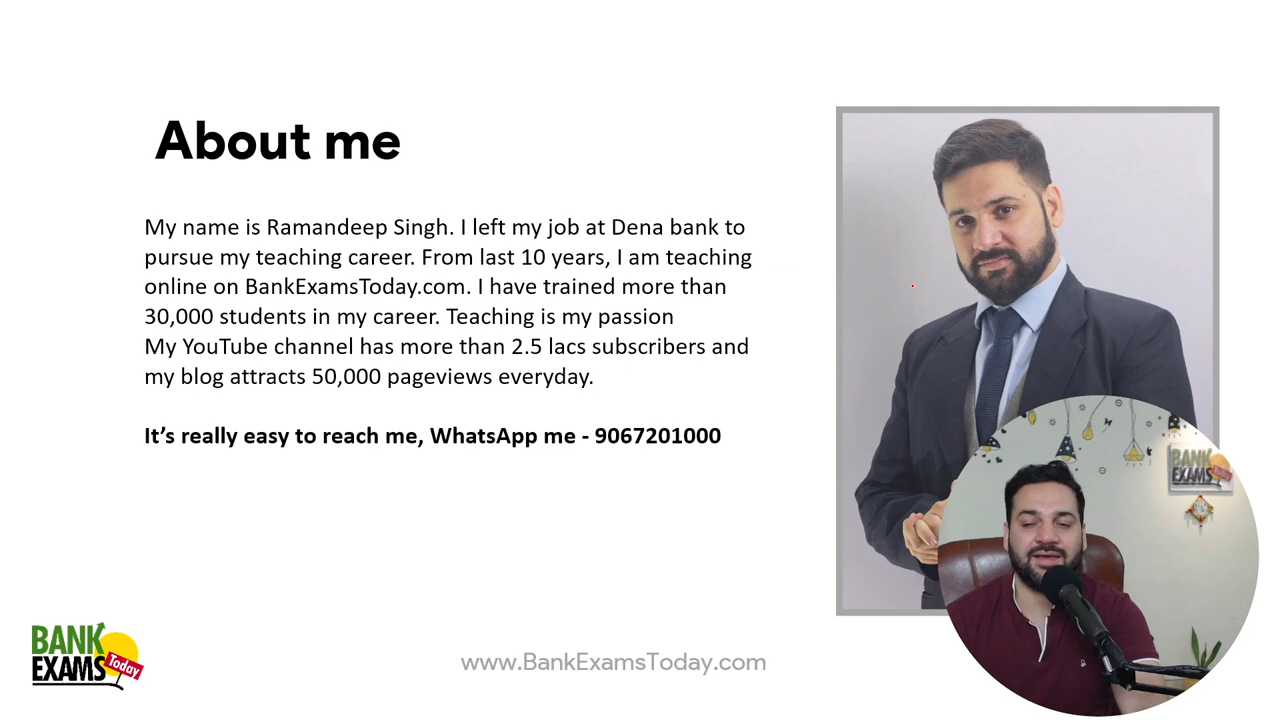 About me
My name is Ramandeep Singh. I left my job at Dena bank to
pursue my teaching career. From last 10 years, I am teaching
online on BankExamsToday.com. I have trained more than
30,000 students in my career. Teaching is my passion
My YouTube channel has more than 2.5 lacs subscribers and
my blog attracts 50,000 pageviews everyday.
It’s really easy to reach me, WhatsApp me - 9067201000
BANK
EXAMS
Today
BANK
EXAMS
Today
www.BankExamsToday.com